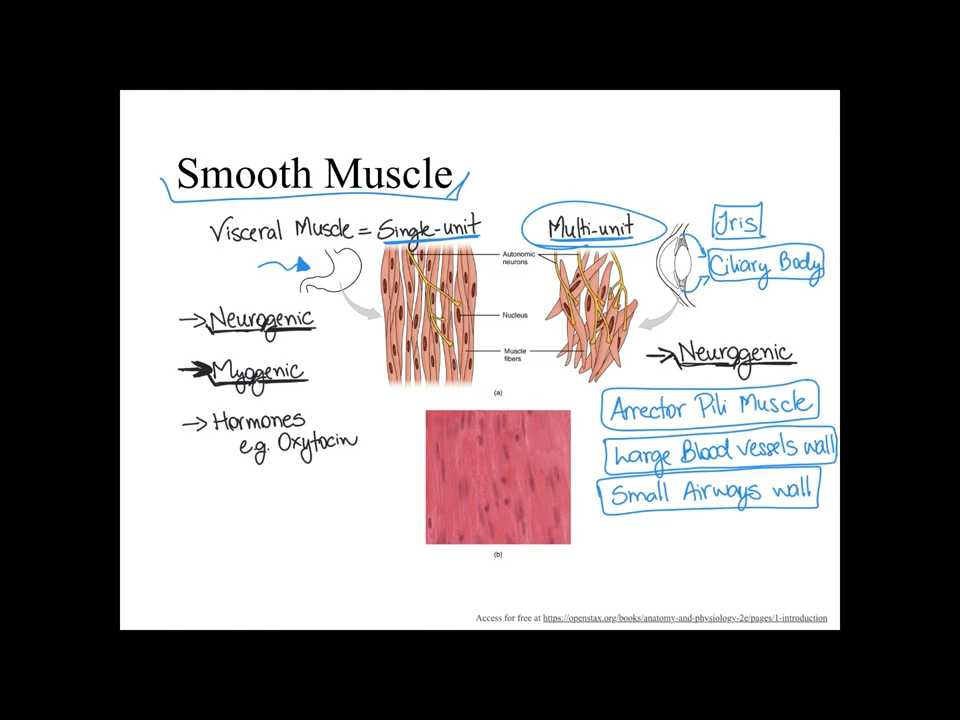 Smooth Muscle
Visceral Muscle = Single-unit
Multi-unit
Iris
Ciliary Body
Autonomic
neurons
Nucleus
Muscle
fibers
(a)
→ Neurogenic
→ Myogenic
→ Hormones
e.g. Oxytocin
→ Neurogenic
Arrector Pili Muscle
Large Blood Vessels wall
Small Airways wall
(b)
Access for free at https://openstax.org/books/anatomy-and-physiology-2e/pages/1-introduction